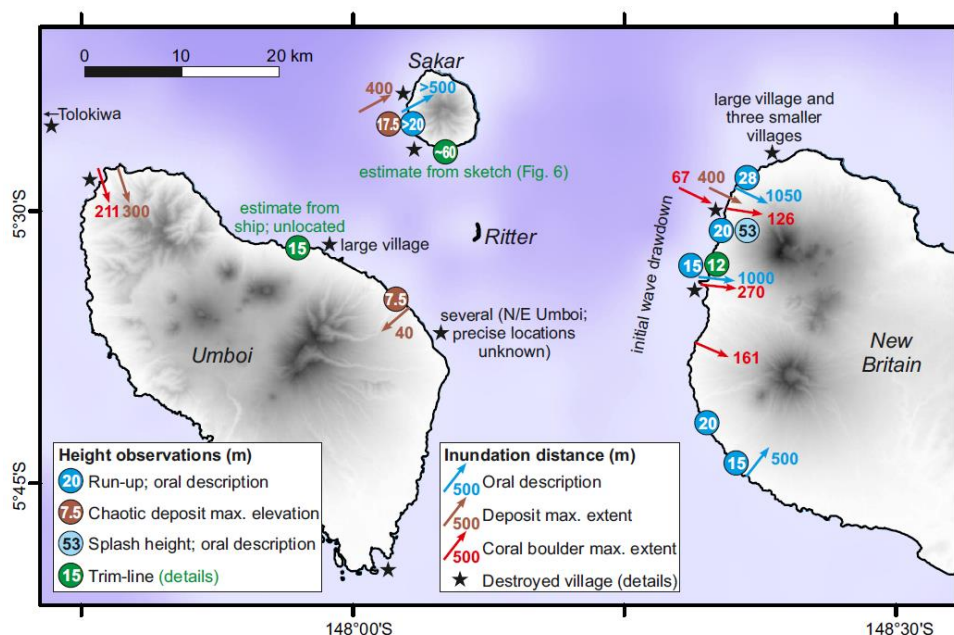 0 10 20 km
Sakar
400
>500
17.5
>20
~60
estimate from sketch (Fig. 6)
←Tolokiwa
large village and
three smaller
villages
28
67
400
1050
126
5°30'
211
300
estimate from
ship; unlocated
15
large village
Ritter
20
53
initial wave drawdown
15
12
1000
270
7.5
40
several (N/E Umboi;
precise locations
unknown)
Umboi
New
Britain
161
20
15
500
Height observations (m)
20 Run-up; oral description
7.5 Chaotic deposit max. elevation
53 Splash height; oral description
15 Trim-line (details)
Inundation distance (m)
500 Oral description
500 Deposit max. extent
500 Coral boulder max. extent
Destroyed village (details)
5°45'
148°00'S
148°30'S